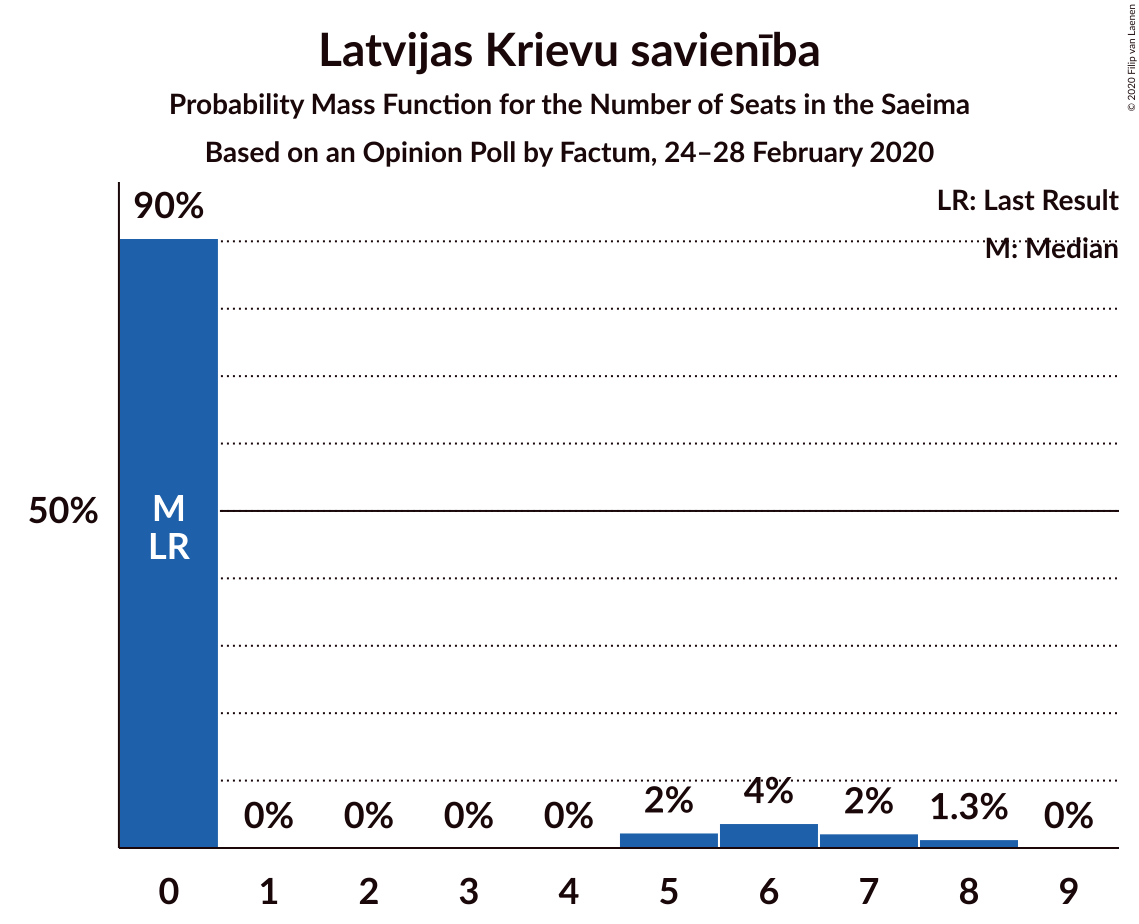 Latvijas Krievu savienība
Probability Mass Function for the Number of Seats in the Saeima
Based on an Opinion Poll by Factum, 24–28 February 2020
© 2020 Filip van Laenen
LR: Last Result
M: Median
90%
50%
M
LR
0% 0% 0% 0% 2% 4% 2% 1.3% 0%
0 1 2 3 4 5 6 7 8 9